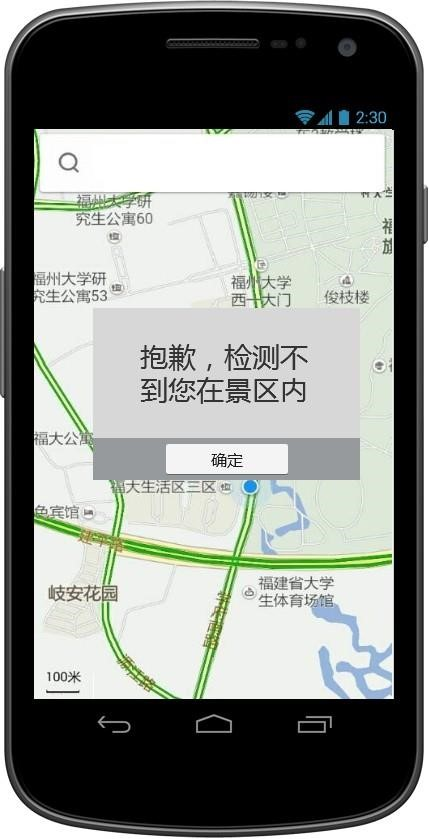 2:30
福州大学研
究生公寓60
福州大学研
究生公寓53
福州大学
西一大门
俊枝楼
福
旗
抱歉，检测不
到您在景区内
确定
福大公寓
福大生活区三区
岐安花园
福建省大学
生体育场馆
100米